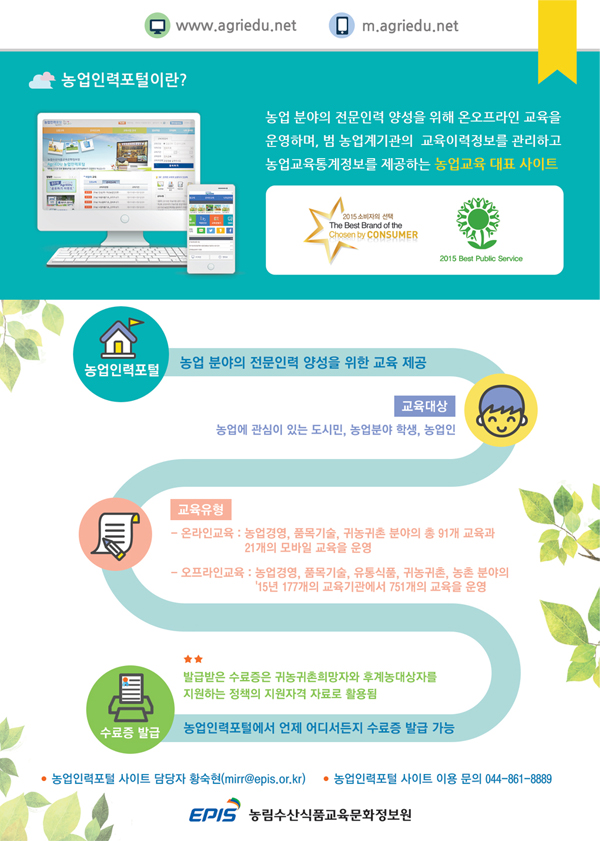 www.agriedu.net
m.agriedu.net
농업인력포털이란?
농업 분야의 전문인력 양성을 위해 온오프라인 교육을
운영하며, 범 농업계기관의 교육이력정보를 관리하고
농업교육통계정보를 제공하는 농업교육 대표 사이트
2015 소비자의 선택
The Best Brand of the
Chosen by CONSUMER
2015 Best Public Service
농업인력포털
농업 분야의 전문인력 양성을 위한 교육 제공
교육대상
농업에 관심이 있는 도시민, 농업분야 학생, 농업인
교육유형
- 온라인교육 : 농업경영, 품목기술, 귀농귀촌 분야의 총 91개 교육과
21개의 모바일 교육을 운영
- 오프라인교육 : 농업경영, 품목기술, 유통식품, 귀농귀촌, 농촌 분야의
'15년 177개의 교육기관에서 751개의 교육을 운영
★★
발급받은 수료증은 귀농귀촌희망자와 후계농대상자를
지원하는 정책의 지원자격 자료로 활용됨
수료증 발급
농업인력포털에서 언제 어디서든지 수료증 발급 가능
• 농업인력포털 사이트 담당자 황숙현(mirr@epis.or.kr)
• 농업인력포털 사이트 이용 문의 044-861-8889
EPIS 농림수산식품교육문화정보원